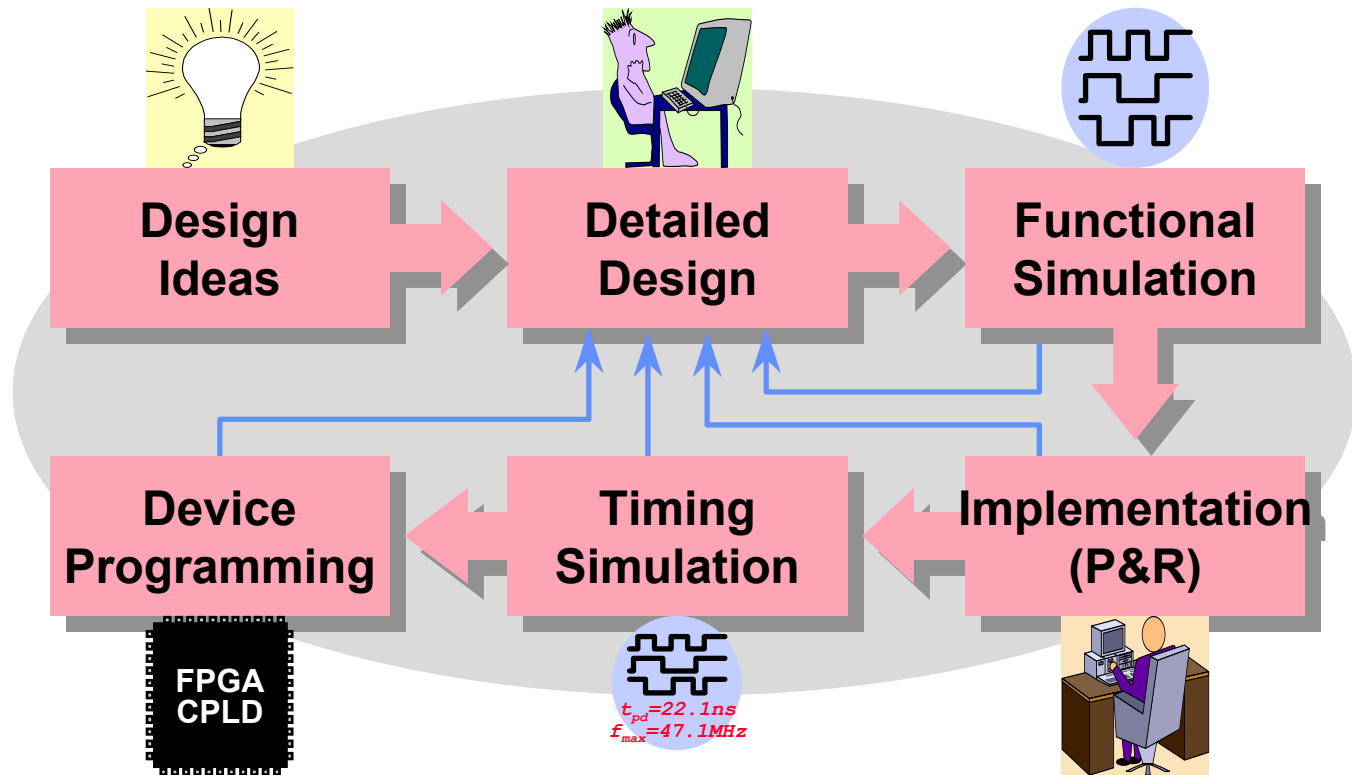 Design
Ideas
Detailed
Design
Functional
Simulation
Device
Programming
Timing
Simulation
Implementation
(P&R)
FPGA
CPLD
tpd=22.1ns
fmax=47.1MHz